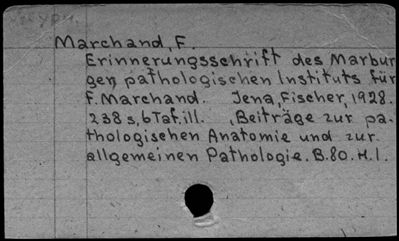 Marchand, F.
Erinnerungsschrift des Marbur
gen pathologischen Instituts für
F. Marchand. Jena, Fischer, 1928.
238 s, 6 Taf. ill. (Beiträge zur pa-
thologischen Anatomie und zur
allgemeinen Pathologie. B. 80. H. 1.